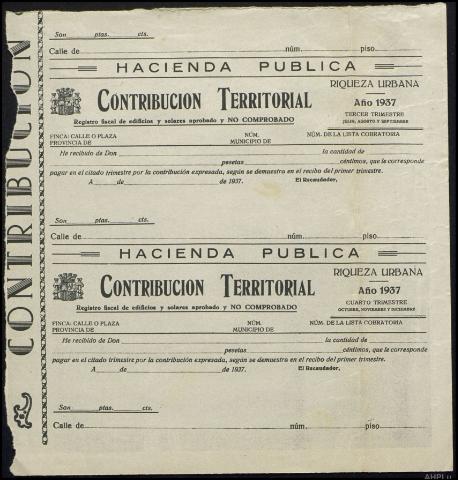 CONTRIBUCION
Son ptas. cts.
Calle de núm. piso
HACIENDA PUBLICA
CONTRIBUCION TERRITORIAL
Registro fiscal de edificios y solares aprobado y NO COMPROBADO
RIQUEZA URBANA
Año 1937
TERCER TRIMESTRE
JULIO, AGOSTO Y SEPTIEMBRE
FINCA: CALLE O PLAZA NÚM. NÚM. DE LA LISTA COBRATORIA
PROVINCIA DE MUNICIPIO DE
He recibido de Don la cantidad de
pesetas céntimos, que le corresponde
pagar en el citado trimestre por la contribución expresada, según se demuestra en el recibo del primer trimestre.
A de de 1937. El Recaudador,
Son ptas. cts.
Calle de núm. piso
HACIENDA PUBLICA
CONTRIBUCION TERRITORIAL
Registro fiscal de edificios y solares aprobado y NO COMPROBADO
RIQUEZA URBANA
Año 1937
CUARTO TRIMESTRE
OCTUBRE, NOVIEMBRE Y DICIEMBRE
FINCA: CALLE O PLAZA NÚM. NÚM. DE LA LISTA COBRATORIA
PROVINCIA DE MUNICIPIO DE
He recibido de Don la cantidad de
pesetas céntimos, que le corresponde
pagar en el citado trimestre por la contribución expresada, según se demuestra en el recibo del primer trimestre.
A de de 1937. El Recaudador,
Son ptas. cts.
Calle de núm. piso